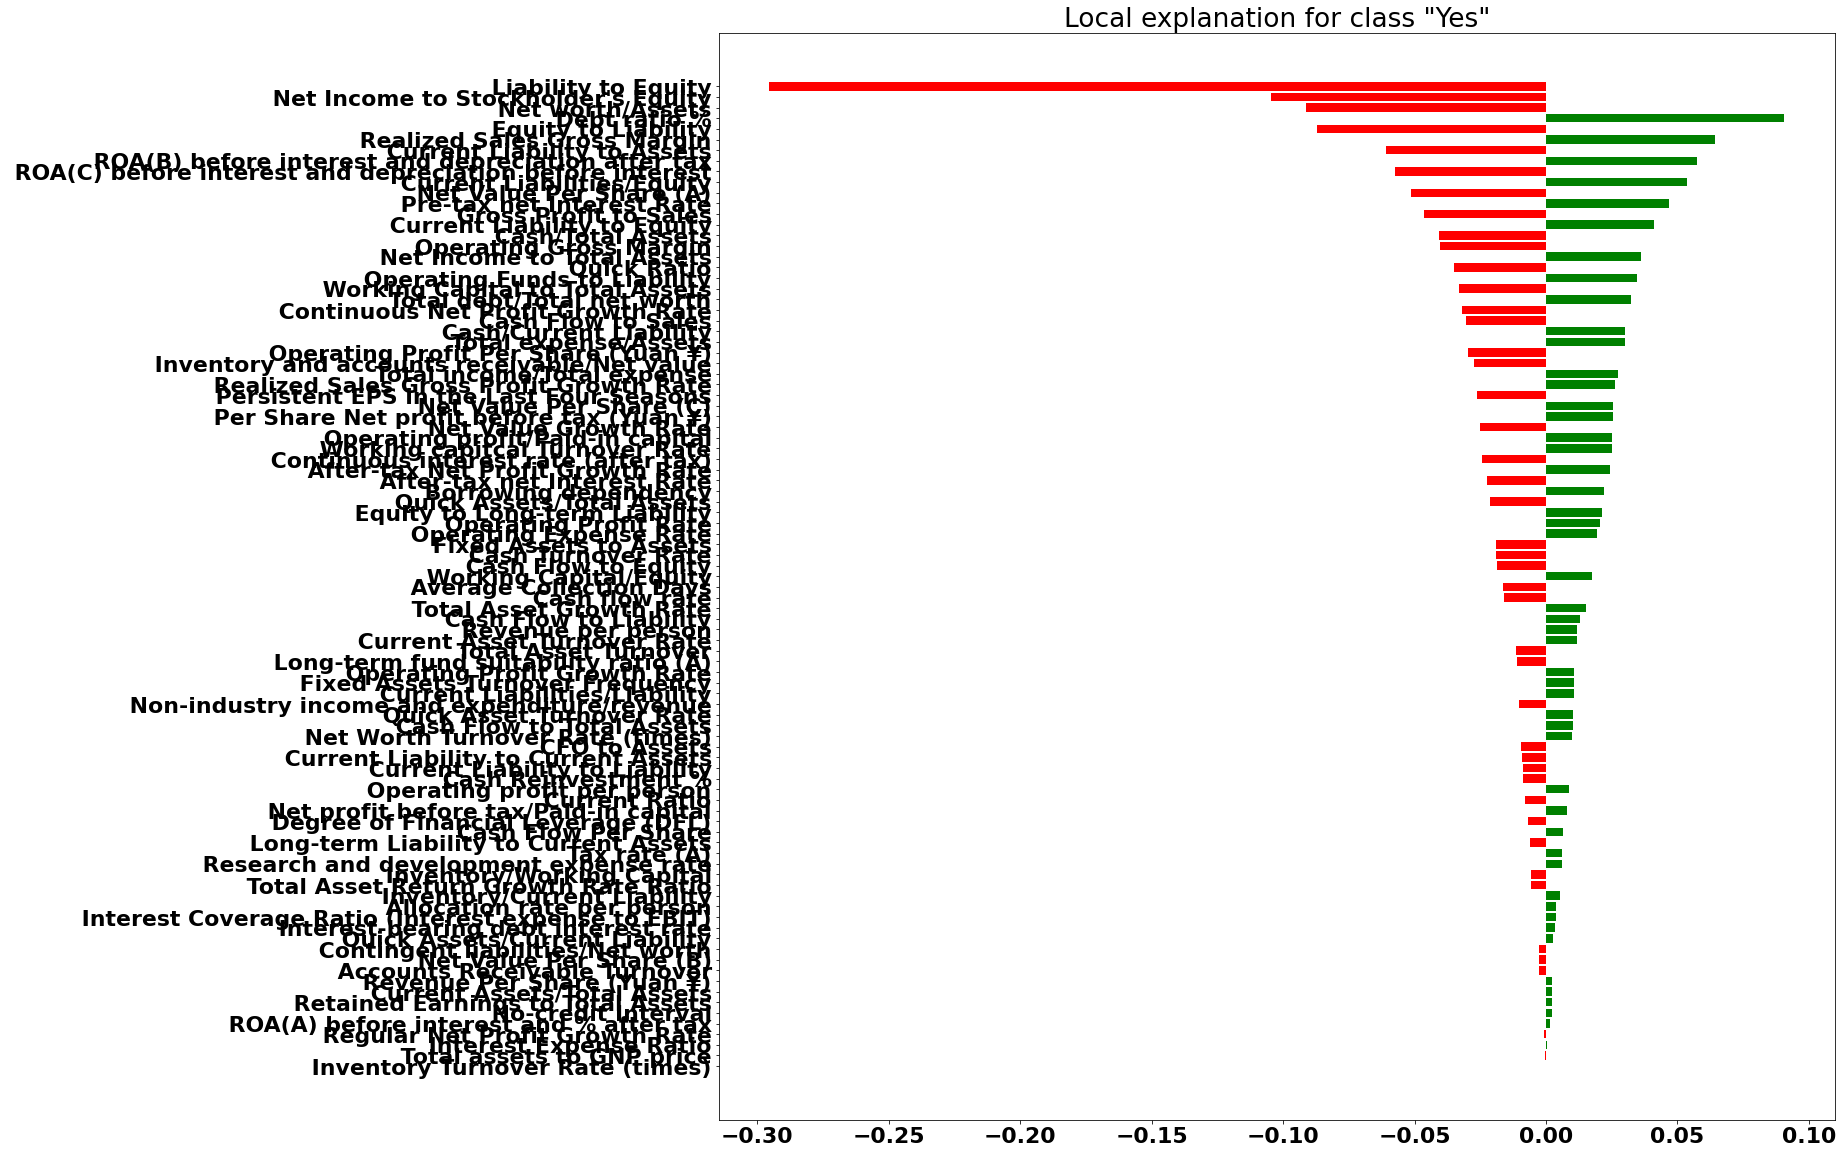 Local explanation for class "Yes"
Liability to Equity
Net Income to Stockholder's Equity
Net worth/Assets
Debt ratio %
Equity to Liability
Realized Sales Gross Margin
Current Liability to Assets
ROA(B) before interest and depreciation after tax
ROA(C) before interest and depreciation before interest
Current Liabilities/Equity
Net Value Per Share (A)
Pre-tax net Interest Rate
Gross Profit to Sales
Current Liability to Equity
Cash/Total Assets
Operating Gross Margin
Net Income to Total Assets
Quick Ratio
Operating Funds to Liability
Working Capital to Total Assets
Total debt/Total net worth
Continuous Net Profit Growth Rate
Cash Flow to Sales
Cash/Current Liability
Total expense/Assets
Operating Profit Per Share (Yuan ¥)
Inventory and accounts receivable/Net value
Total income/Total expense
Realized Sales Gross Profit Growth Rate
Persistent EPS in the Last Four Seasons
Net Value Per Share (C)
Per Share Net profit before tax (Yuan ¥)
Net Value Growth Rate
Operating profit/Paid-in capital
Working capitcal Turnover Rate
Continuous interest rate (after tax)
After-tax Net Profit Growth Rate
After-tax net Interest Rate
Borrowing dependency
Quick Assets/Total Assets
Equity to Long-term Liability
Operating Profit Rate
Operating Expense Rate
Fixed Assets to Assets
Cash Turnover Rate
Cash Flow to Equity
Working Capital/Equity
Average Collection Days
Cash flow rate
Total Asset Growth Rate
Cash Flow to Liability
Revenue per person
Current Asset Turnover Rate
Total Asset Turnover
Long-term fund suitability ratio (A)
Operating Profit Growth Rate
Fixed Assets Turnover Frequency
Current Liabilities/Liability
Non-industry income and expenditure/revenue
Quick Asset Turnover Rate
Cash Flow to Total Assets
Net Worth Turnover Rate (times)
CFO to Assets
Current Liability to Current Assets
Current Liability to Liability
Cash Reinvestment %
Operating profit per person
Current Ratio
Net profit before tax/Paid-in capital
Degree of Financial Leverage (DFL)
Cash Flow Per Share
Long-term Liability to Current Assets
Tax rate (A)
Research and development expense rate
Inventory/Working Capital
Total Asset Return Growth Rate Ratio
Inventory/Current Liability
Allocation rate per person
Interest Coverage Ratio (Interest expense to EBIT)
Interest-bearing debt interest rate
Quick Assets/Current Liability
Contingent liabilities/Net worth
Net Value Per Share (B)
Accounts Receivable Turnover
Revenue Per Share (Yuan ¥)
Current Assets/Total Assets
Retained Earnings to Total Assets
No-credit Interval
ROA(A) before interest and % after tax
Regular Net Profit Growth Rate
Interest Expense Ratio
Total assets to GNP price
Inventory Turnover Rate (times)
−0.30 −0.25 −0.20 −0.15 −0.10 −0.05 0.00 0.05 0.10